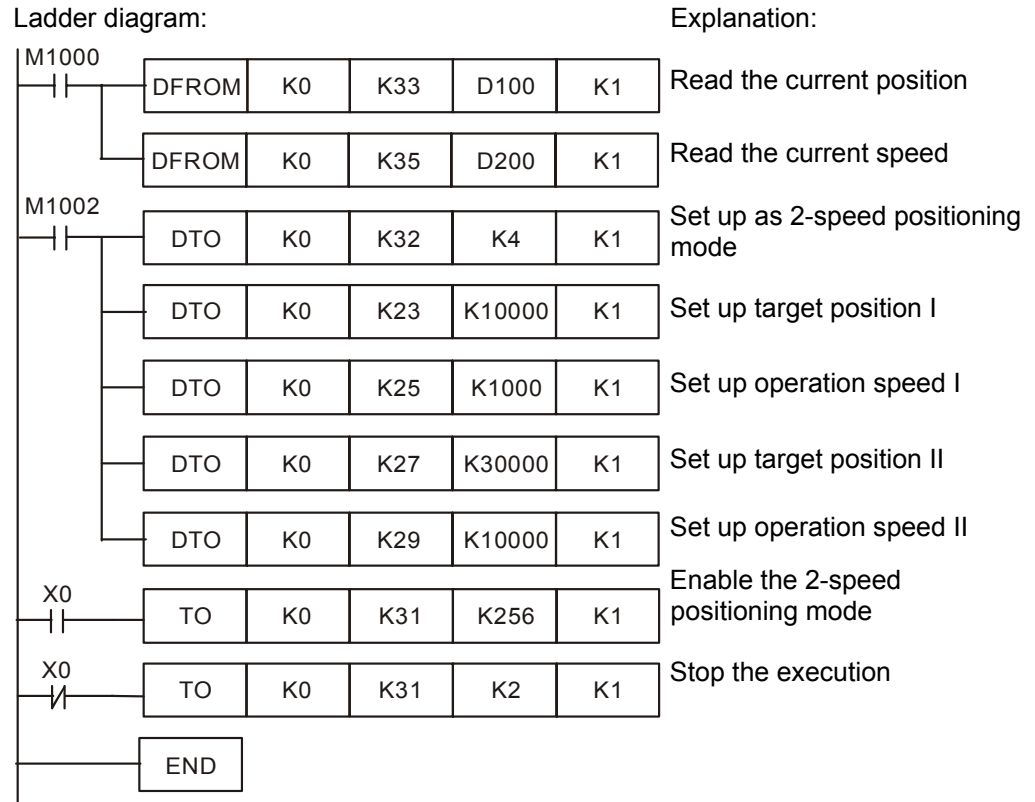 Ladder diagram:
Explanation:
M1000
DFROM K0 K33 D100 K1
Read the current position
DFROM K0 K35 D200 K1
Read the current speed
M1002
DTO K0 K32 K4 K1
Set up as 2-speed positioning
mode
DTO K0 K23 K10000 K1
Set up target position I
DTO K0 K25 K1000 K1
Set up operation speed I
DTO K0 K27 K30000 K1
Set up target position II
DTO K0 K29 K10000 K1
Set up operation speed II
X0
TO K0 K31 K256 K1
Enable the 2-speed
positioning mode
X0
TO K0 K31 K2 K1
Stop the execution
END